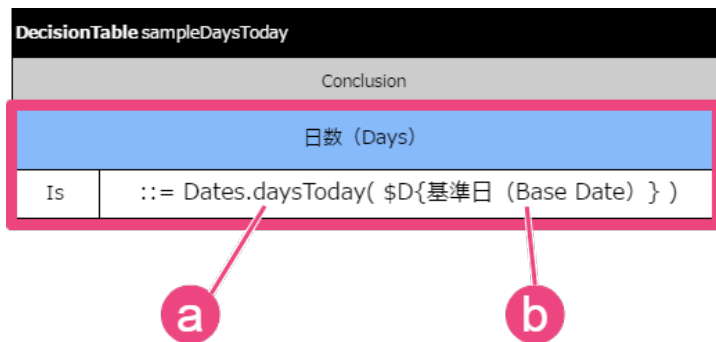 DecisionTable sampleDaysToday
Conclusion
日数（Days）
Is ::= Dates.daysToday( $D{基準日（Base Date）} )
a b